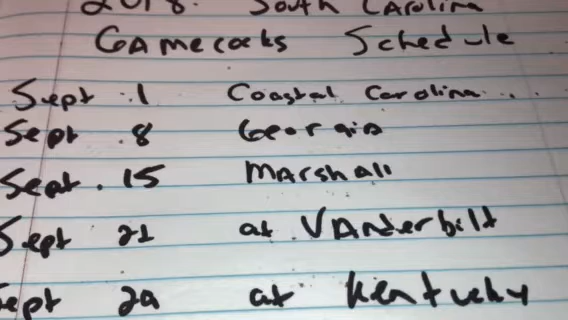 2018. South Carolina
Gamecocks Schedule
Sept .1 Coastal Carolina...
Sept .8 Georgia
Sept. 15 Marshall
Sept 21 at Vanderbilt
Sept 29 at Kentucky